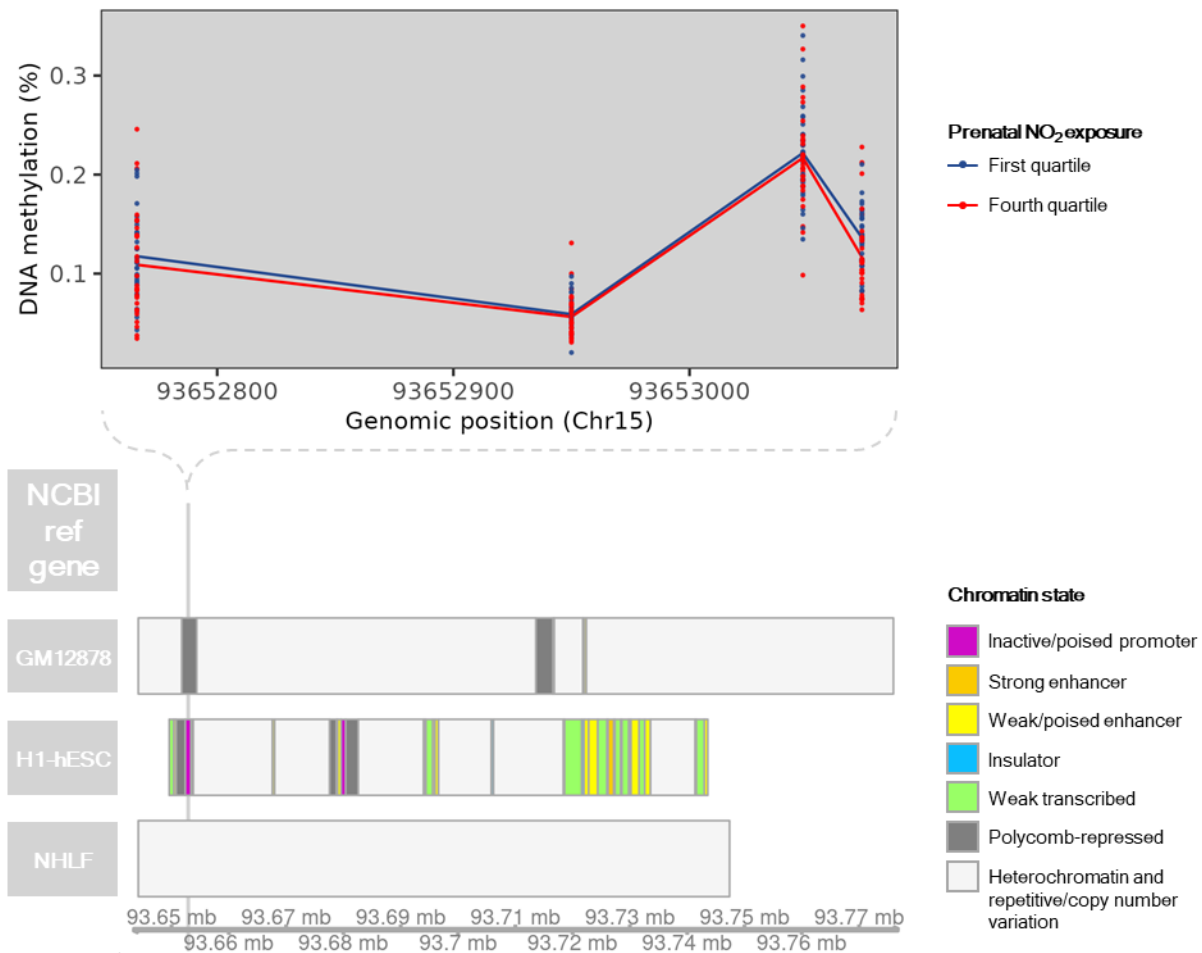 0.3
0.2
0.1
DNA methylation (%)
93652800
93652900
93653000
Genomic position (Chr15)
Prenatal NO2 exposure
First quartile
Fourth quartile
NCBI
ref
gene
GM12878
H1-hESC
NHLF
93.65 mb
93.67 mb
93.69 mb
93.71 mb
93.73 mb
93.75 mb
93.77 mb
93.66 mb
93.68 mb
93.7 mb
93.72 mb
93.74 mb
93.76 mb
Chromatin state
Inactive/poised promoter
Strong enhancer
Weak/poised enhancer
Insulator
Weak transcribed
Polycomb-repressed
Heterochromatin and
repetitive/copy number
variation